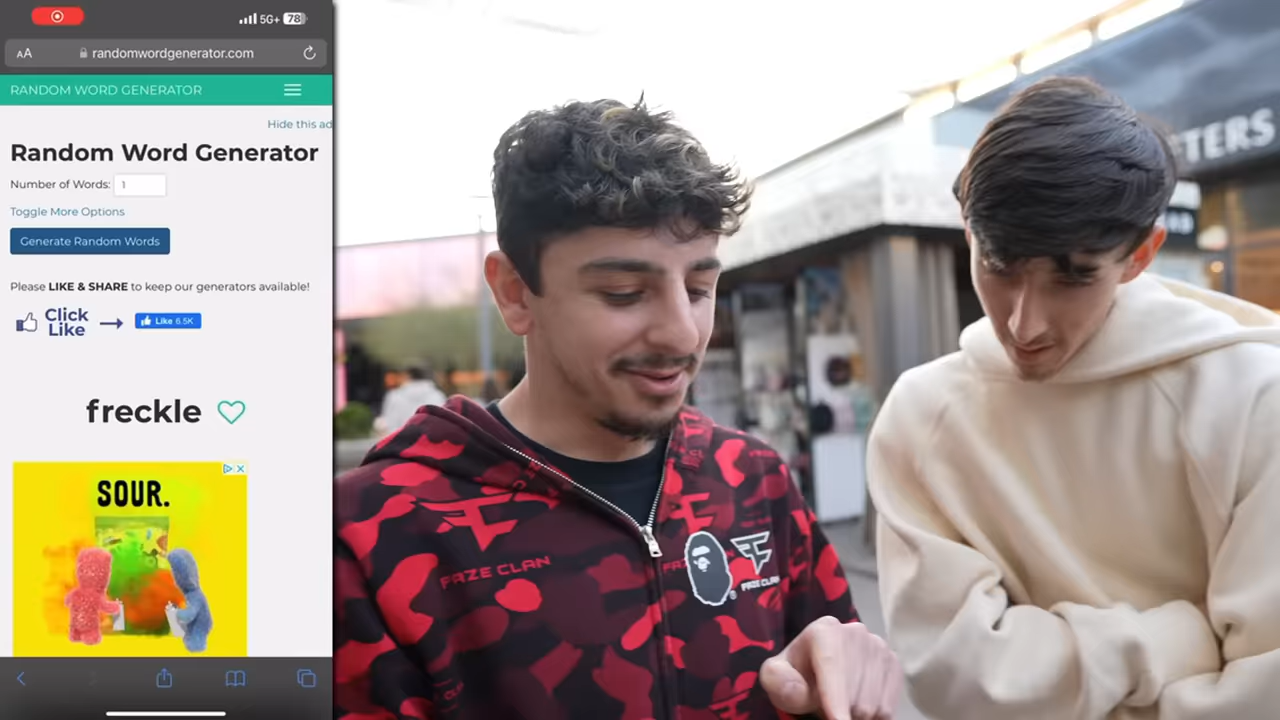 5G+ 78
AA randomwordgenerator.com
RANDOM WORD GENERATOR
Hide this ad
Random Word Generator
Number of Words: 1
Toggle More Options
Generate Random Words
Please LIKE & SHARE to keep our generators available!
Click
Like
Like 6.5K
freckle
SOUR.
TERS
FAZE CLAN
FAZE CLAN